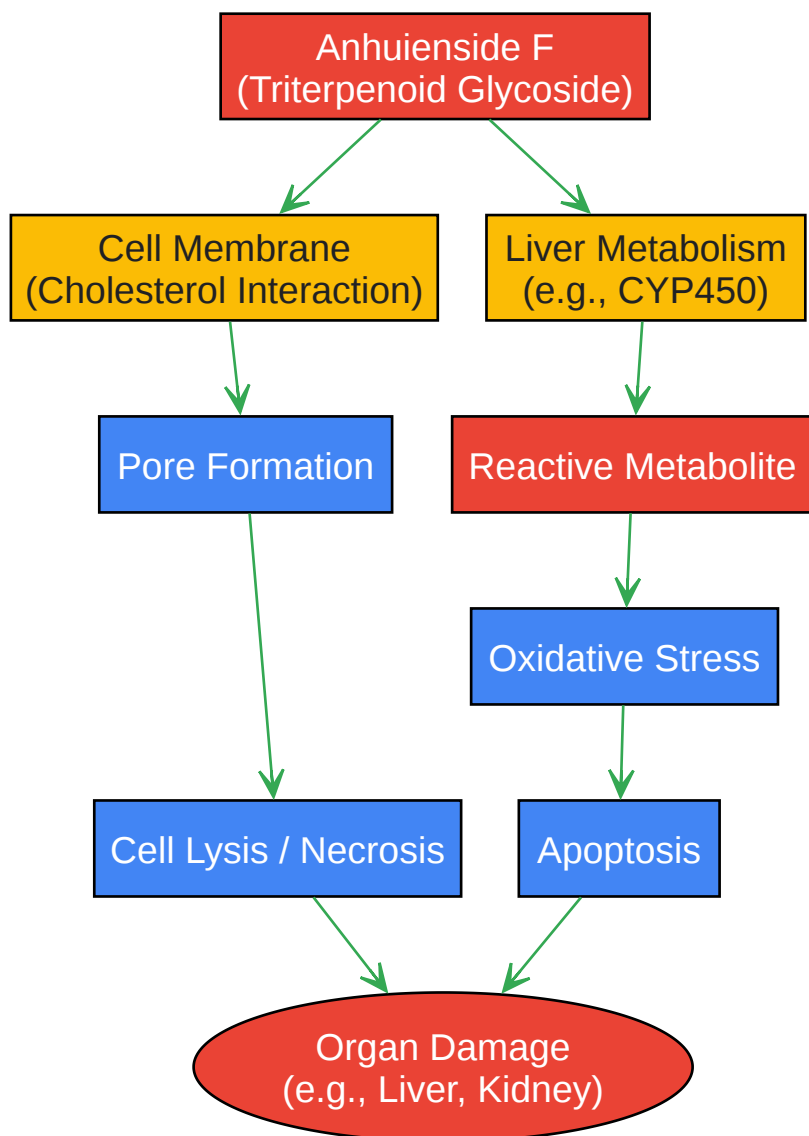 Anhuienside F
(Triterpenoid Glycoside)
Cell Membrane
(Cholesterol Interaction)
Liver Metabolism
(e.g., CYP450)
Pore Formation
Reactive Metabolite
Oxidative Stress
Cell Lysis / Necrosis
Apoptosis
Organ Damage
(e.g., Liver, Kidney)